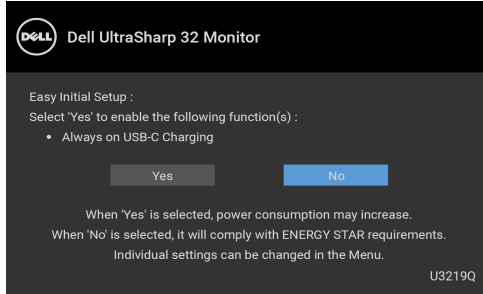 DELL
Dell UltraSharp 32 Monitor
Easy Initial Setup :
Select 'Yes' to enable the following function(s) :
• Always on USB-C Charging
Yes
No
When 'Yes' is selected, power consumption may increase.
When 'No' is selected, it will comply with ENERGY STAR requirements.
Individual settings can be changed in the Menu.
U3219Q